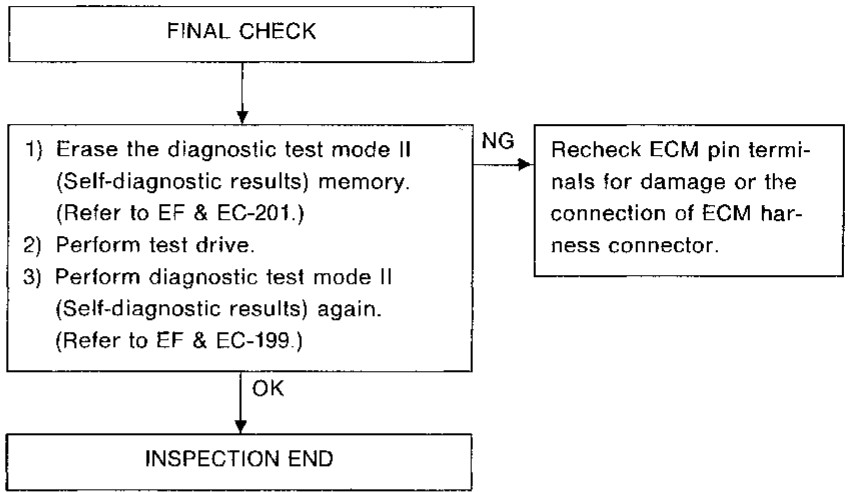 FINAL CHECK
1) Erase the diagnostic test mode II
(Self-diagnostic results) memory.
(Refer to EF & EC-201.)
2) Perform test drive.
3) Perform diagnostic test mode II
(Self-diagnostic results) again.
(Refer to EF & EC-199.)
NG
Recheck ECM pin termi-
nals for damage or the
connection of ECM har-
ness connector.
OK
INSPECTION END